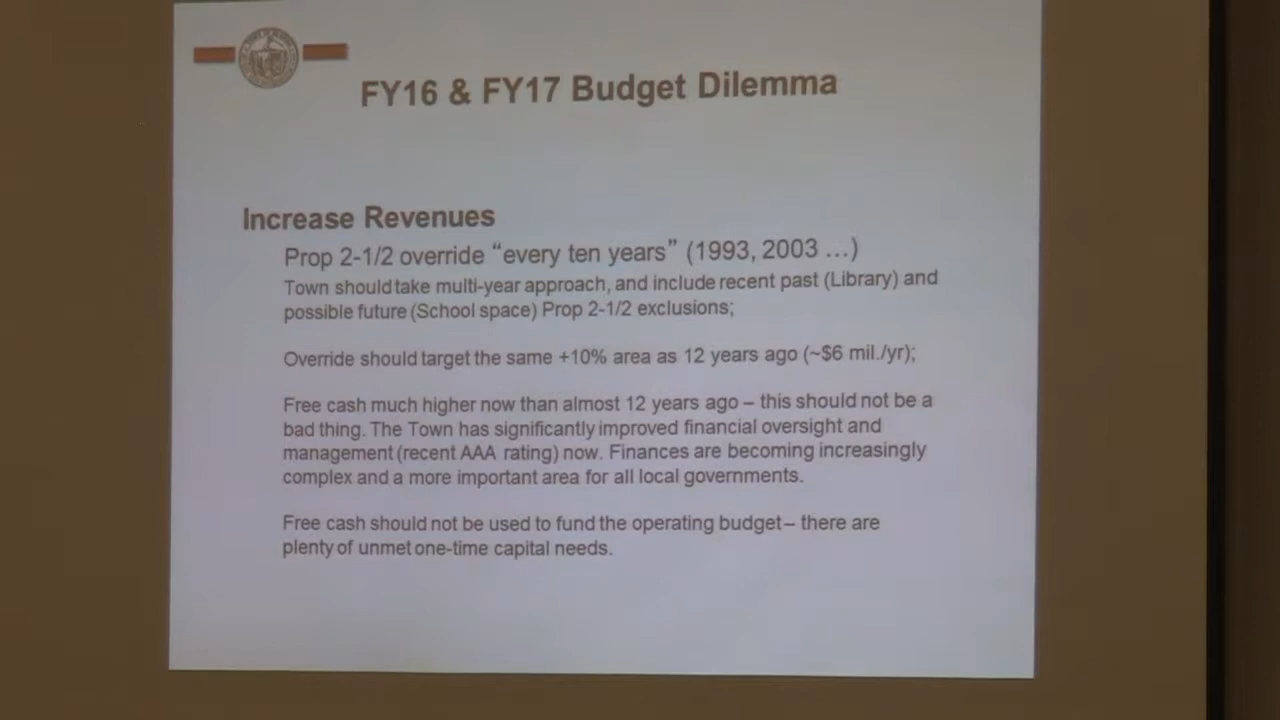 FY16 & FY17 Budget Dilemma
Increase Revenues
Prop 2-1/2 override “every ten years” (1993, 2003 ...)
Town should take multi-year approach, and include recent past (Library) and
possible future (School space) Prop 2-1/2 exclusions;
Override should target the same +10% area as 12 years ago (~$6 mil./yr);
Free cash much higher now than almost 12 years ago – this should not be a
bad thing. The Town has significantly improved financial oversight and
management (recent AAA rating) now. Finances are becoming increasingly
complex and a more important area for all local governments.
Free cash should not be used to fund the operating budget – there are
plenty of unmet one-time capital needs.